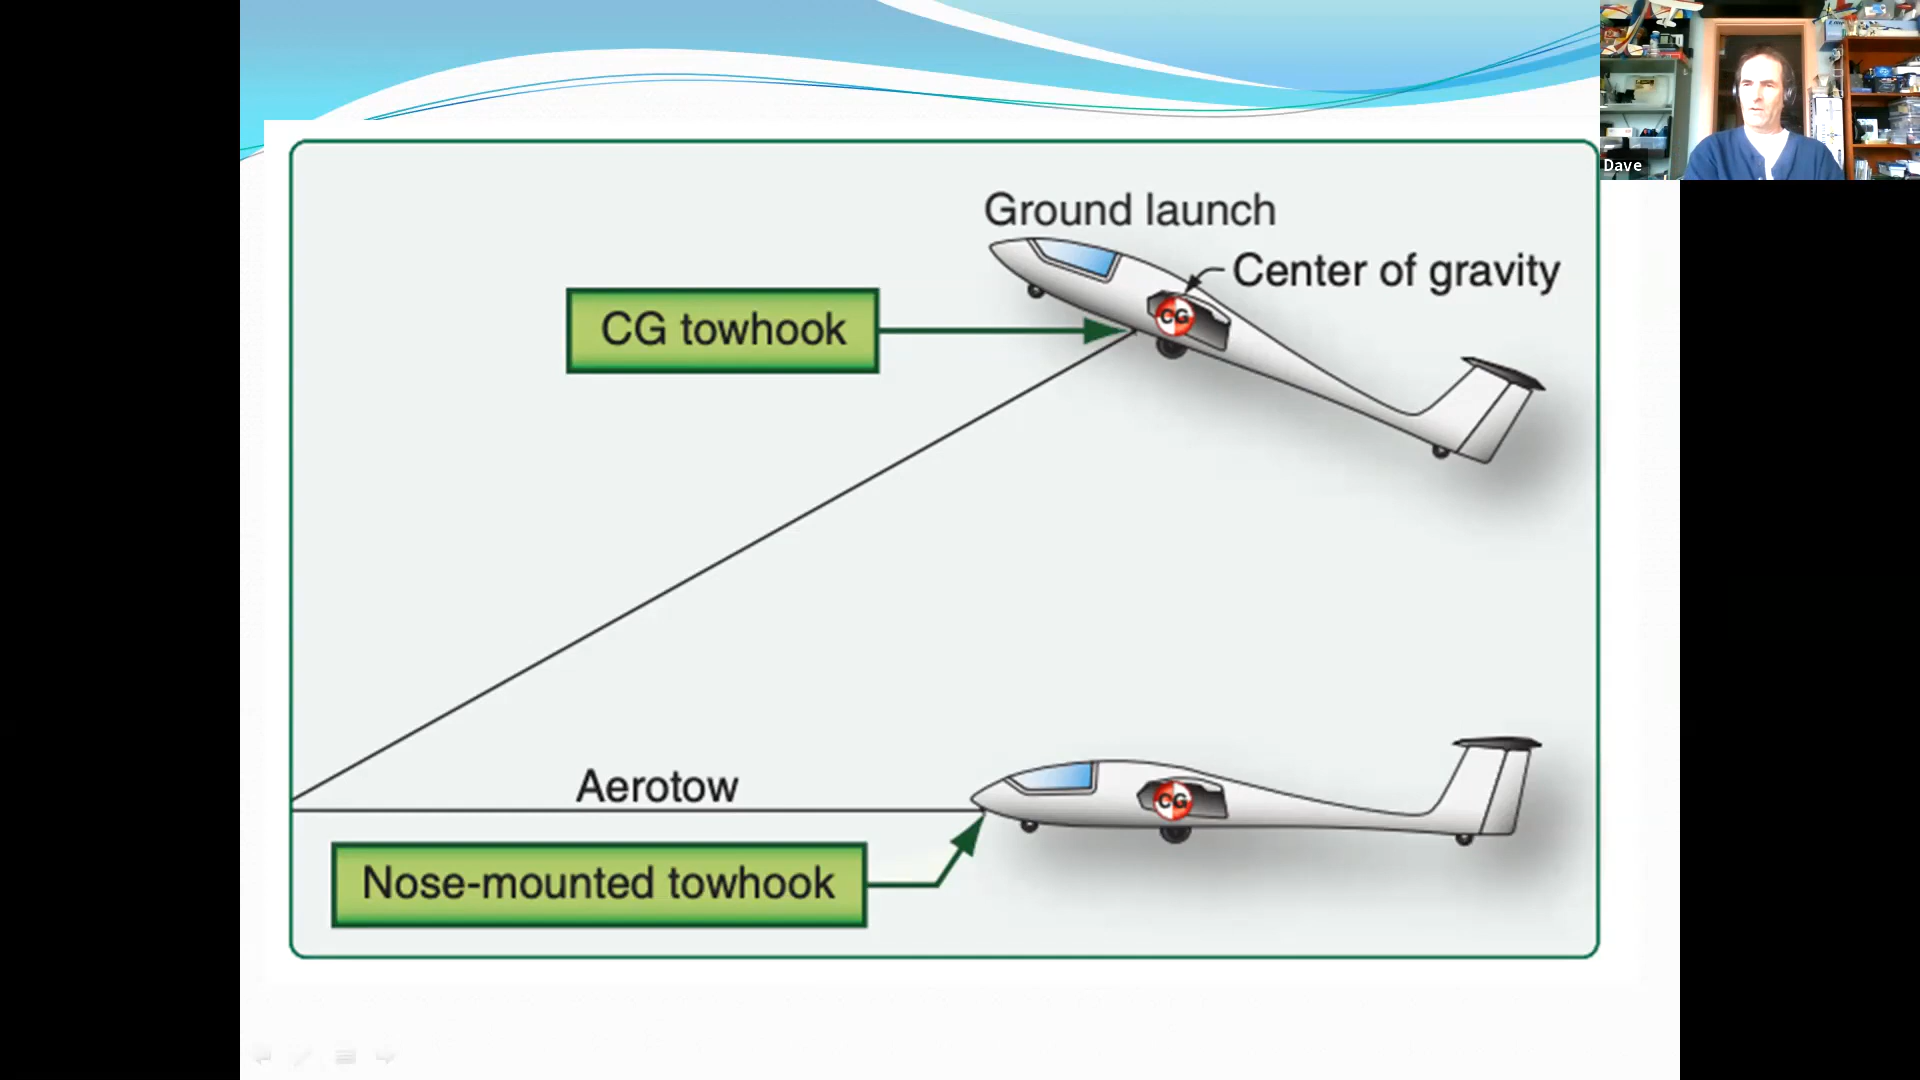 Dave
Ground launch
Center of gravity
CG towhook
CG
Aerotow
CG
Nose-mounted towhook